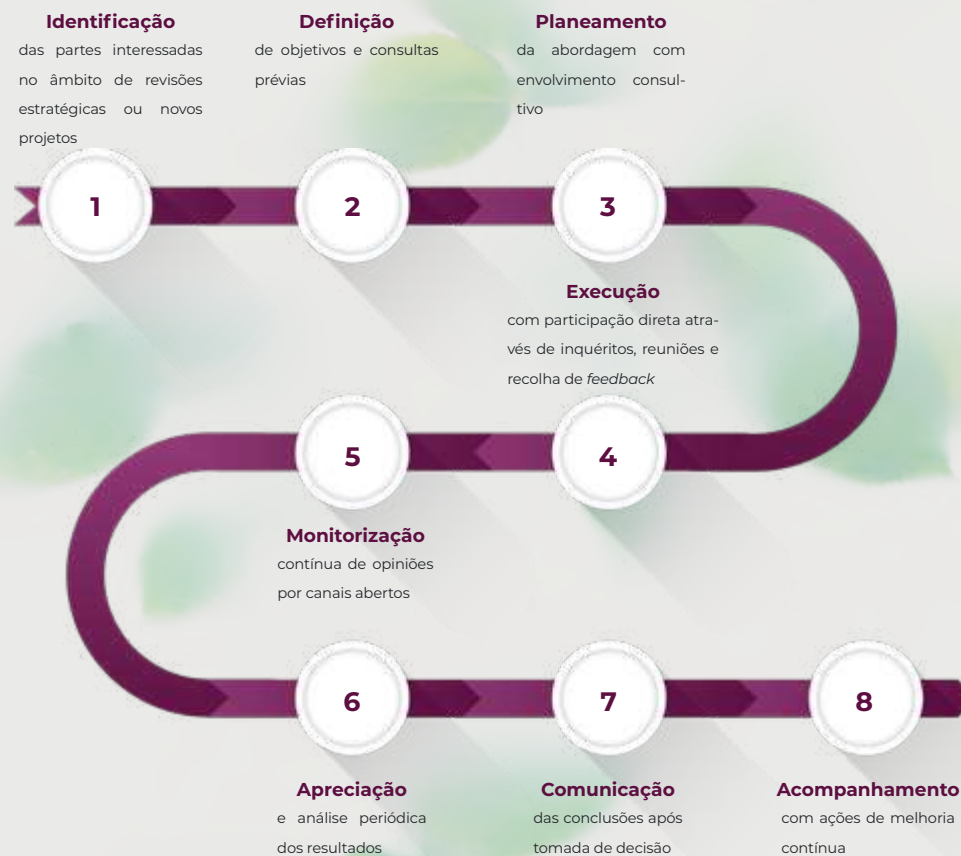 Identificação
das partes interessadas
no âmbito de revisões
estratégicas ou novos
projetos
Definição
de objetivos e consultas
prévias
Planeamento
da abordagem com
envolvimento consul-
tivo
1
2
3
Execução
com participação direta atra-
vés de inquéritos, reuniões e
recolha de feedback
5
4
Monitorização
contínua de opiniões
por canais abertos
6
7
8
Apreciação
e análise periódica
dos resultados
Comunicação
das conclusões após
tomada de decisão
Acompanhamento
com ações de melhoria
contínua